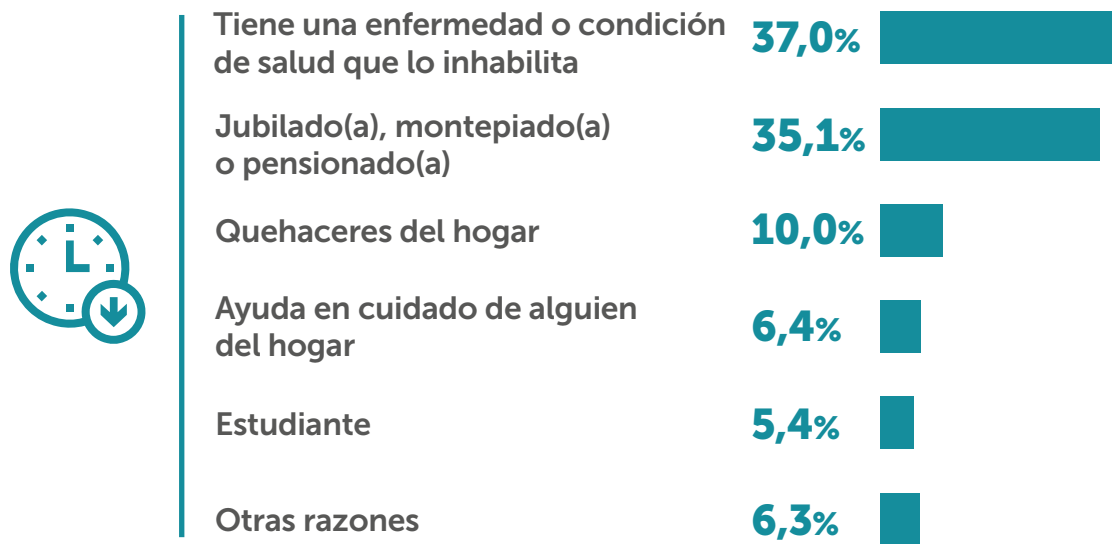 Tiene una enfermedad o condición
de salud que lo inhabilita
37,0%
Jubilado(a), montepiado(a)
o pensionado(a)
35,1%
Quehaceres del hogar
10,0%
Ayuda en cuidado de alguien
del hogar
6,4%
Estudiante
5,4%
Otras razones
6,3%